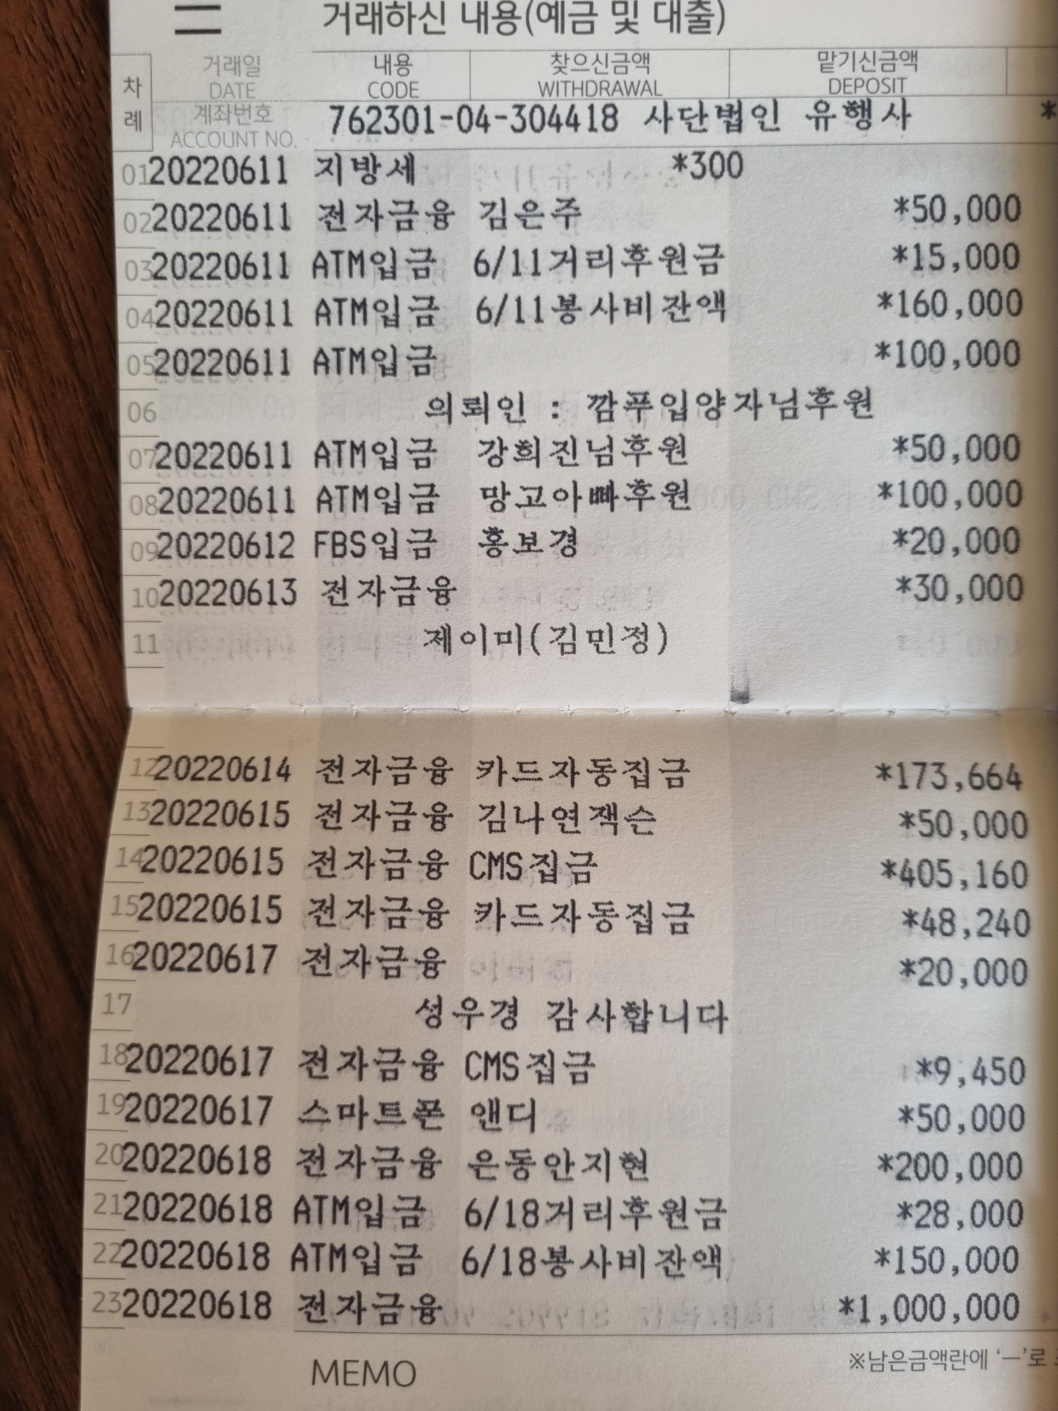 거래하신 내용(예금 및 대출)
차례 거래일 DATE 내용 CODE 찾으신금액 WITHDRAWAL 맡기신금액 DEPOSIT
계좌번호 ACCOUNT NO. 762301-04-304418 사단법인 유행사 *
01 20220611 지방세 *300
02 20220611 전자금융 김은주 *50,000
03 20220611 ATM입금 6/11거리후원금 *15,000
04 20220611 ATM입금 6/11봉사비잔액 *160,000
05 20220611 ATM입금 *100,000
06 의뢰인 : 깜푸입양자님후원
07 20220611 ATM입금 강희진님후원 *50,000
08 20220611 ATM입금 망고아빠후원 *100,000
09 20220612 FBS입금 홍보경 *20,000
10 20220613 전자금융 *30,000
11 제이미(김민정)
12 20220614 전자금융 카드자동집금 *173,664
13 20220615 전자금융 김나연잭슨 *50,000
14 20220615 전자금융 CMS집금 *405,160
15 20220615 전자금융 카드자동집금 *48,240
16 20220617 전자금융 *20,000
17 성우경 감사합니다
18 20220617 전자금융 CMS집금 *9,450
19 20220617 스마트폰 앤디 *50,000
20 20220618 전자금융 은동안지현 *200,000
21 20220618 ATM입금 6/18거리후원금 *28,000
22 20220618 ATM입금 6/18봉사비잔액 *150,000
23 20220618 전자금융 *1,000,000
MEMO ※남은금액란에 '-'로